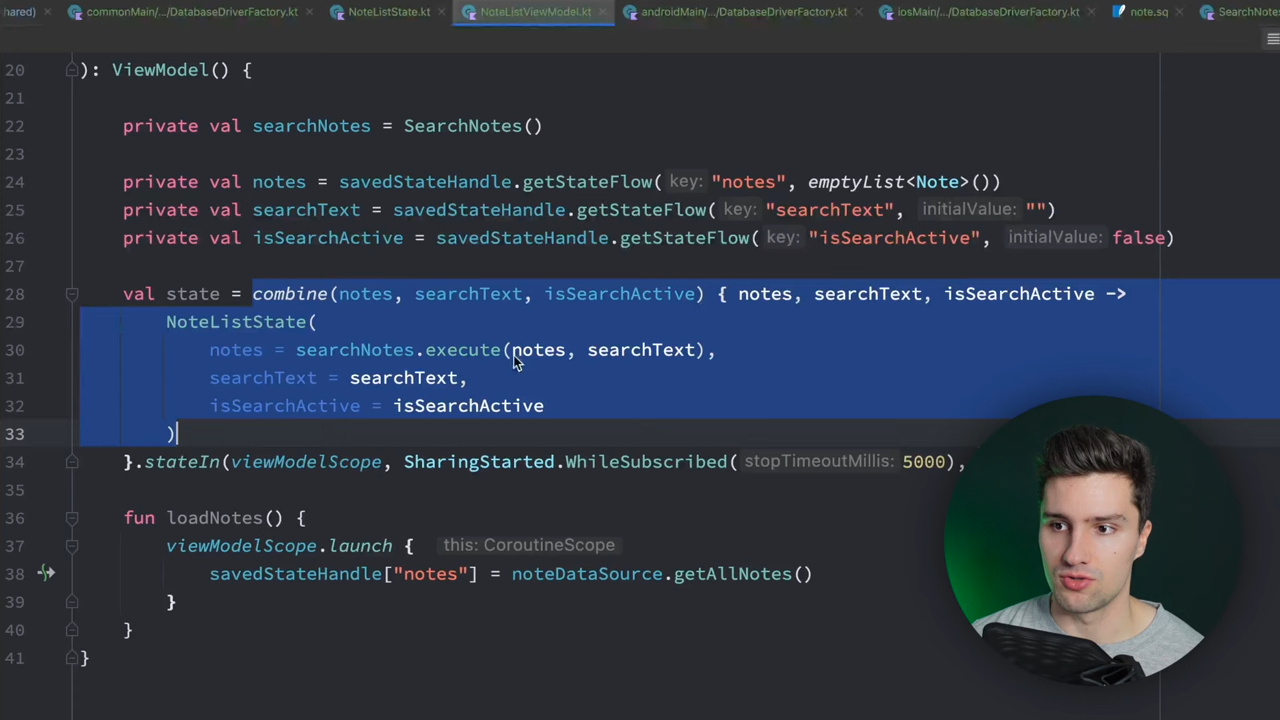 shared) commonMain/.../DatabaseDriverFactory.kt NoteListState.kt NoteListViewModel.kt androidMain/.../DatabaseDriverFactory.kt iosMain/.../DatabaseDriverFactory.kt note.sq SearchNotes
20 ): ViewModel() {
21
22 private val searchNotes = SearchNotes()
23
24 private val notes = savedStateHandle.getStateFlow( key: "notes", emptyList<Note>())
25 private val searchText = savedStateHandle.getStateFlow( key: "searchText", initialValue: "")
26 private val isSearchActive = savedStateHandle.getStateFlow( key: "isSearchActive", initialValue: false)
27
28 val state = combine(notes, searchText, isSearchActive) { notes, searchText, isSearchActive ->
29 NoteListState(
30 notes = searchNotes.execute(notes, searchText),
31 searchText = searchText,
32 isSearchActive = isSearchActive
33 )
34 }.stateIn(viewModelScope, SharingStarted.WhileSubscribed( stopTimeoutMillis: 5000),
35
36 fun loadNotes() {
37 viewModelScope.launch { this: CoroutineScope
38 savedStateHandle["notes"] = noteDataSource.getAllNotes()
39 }
40 }
41 }